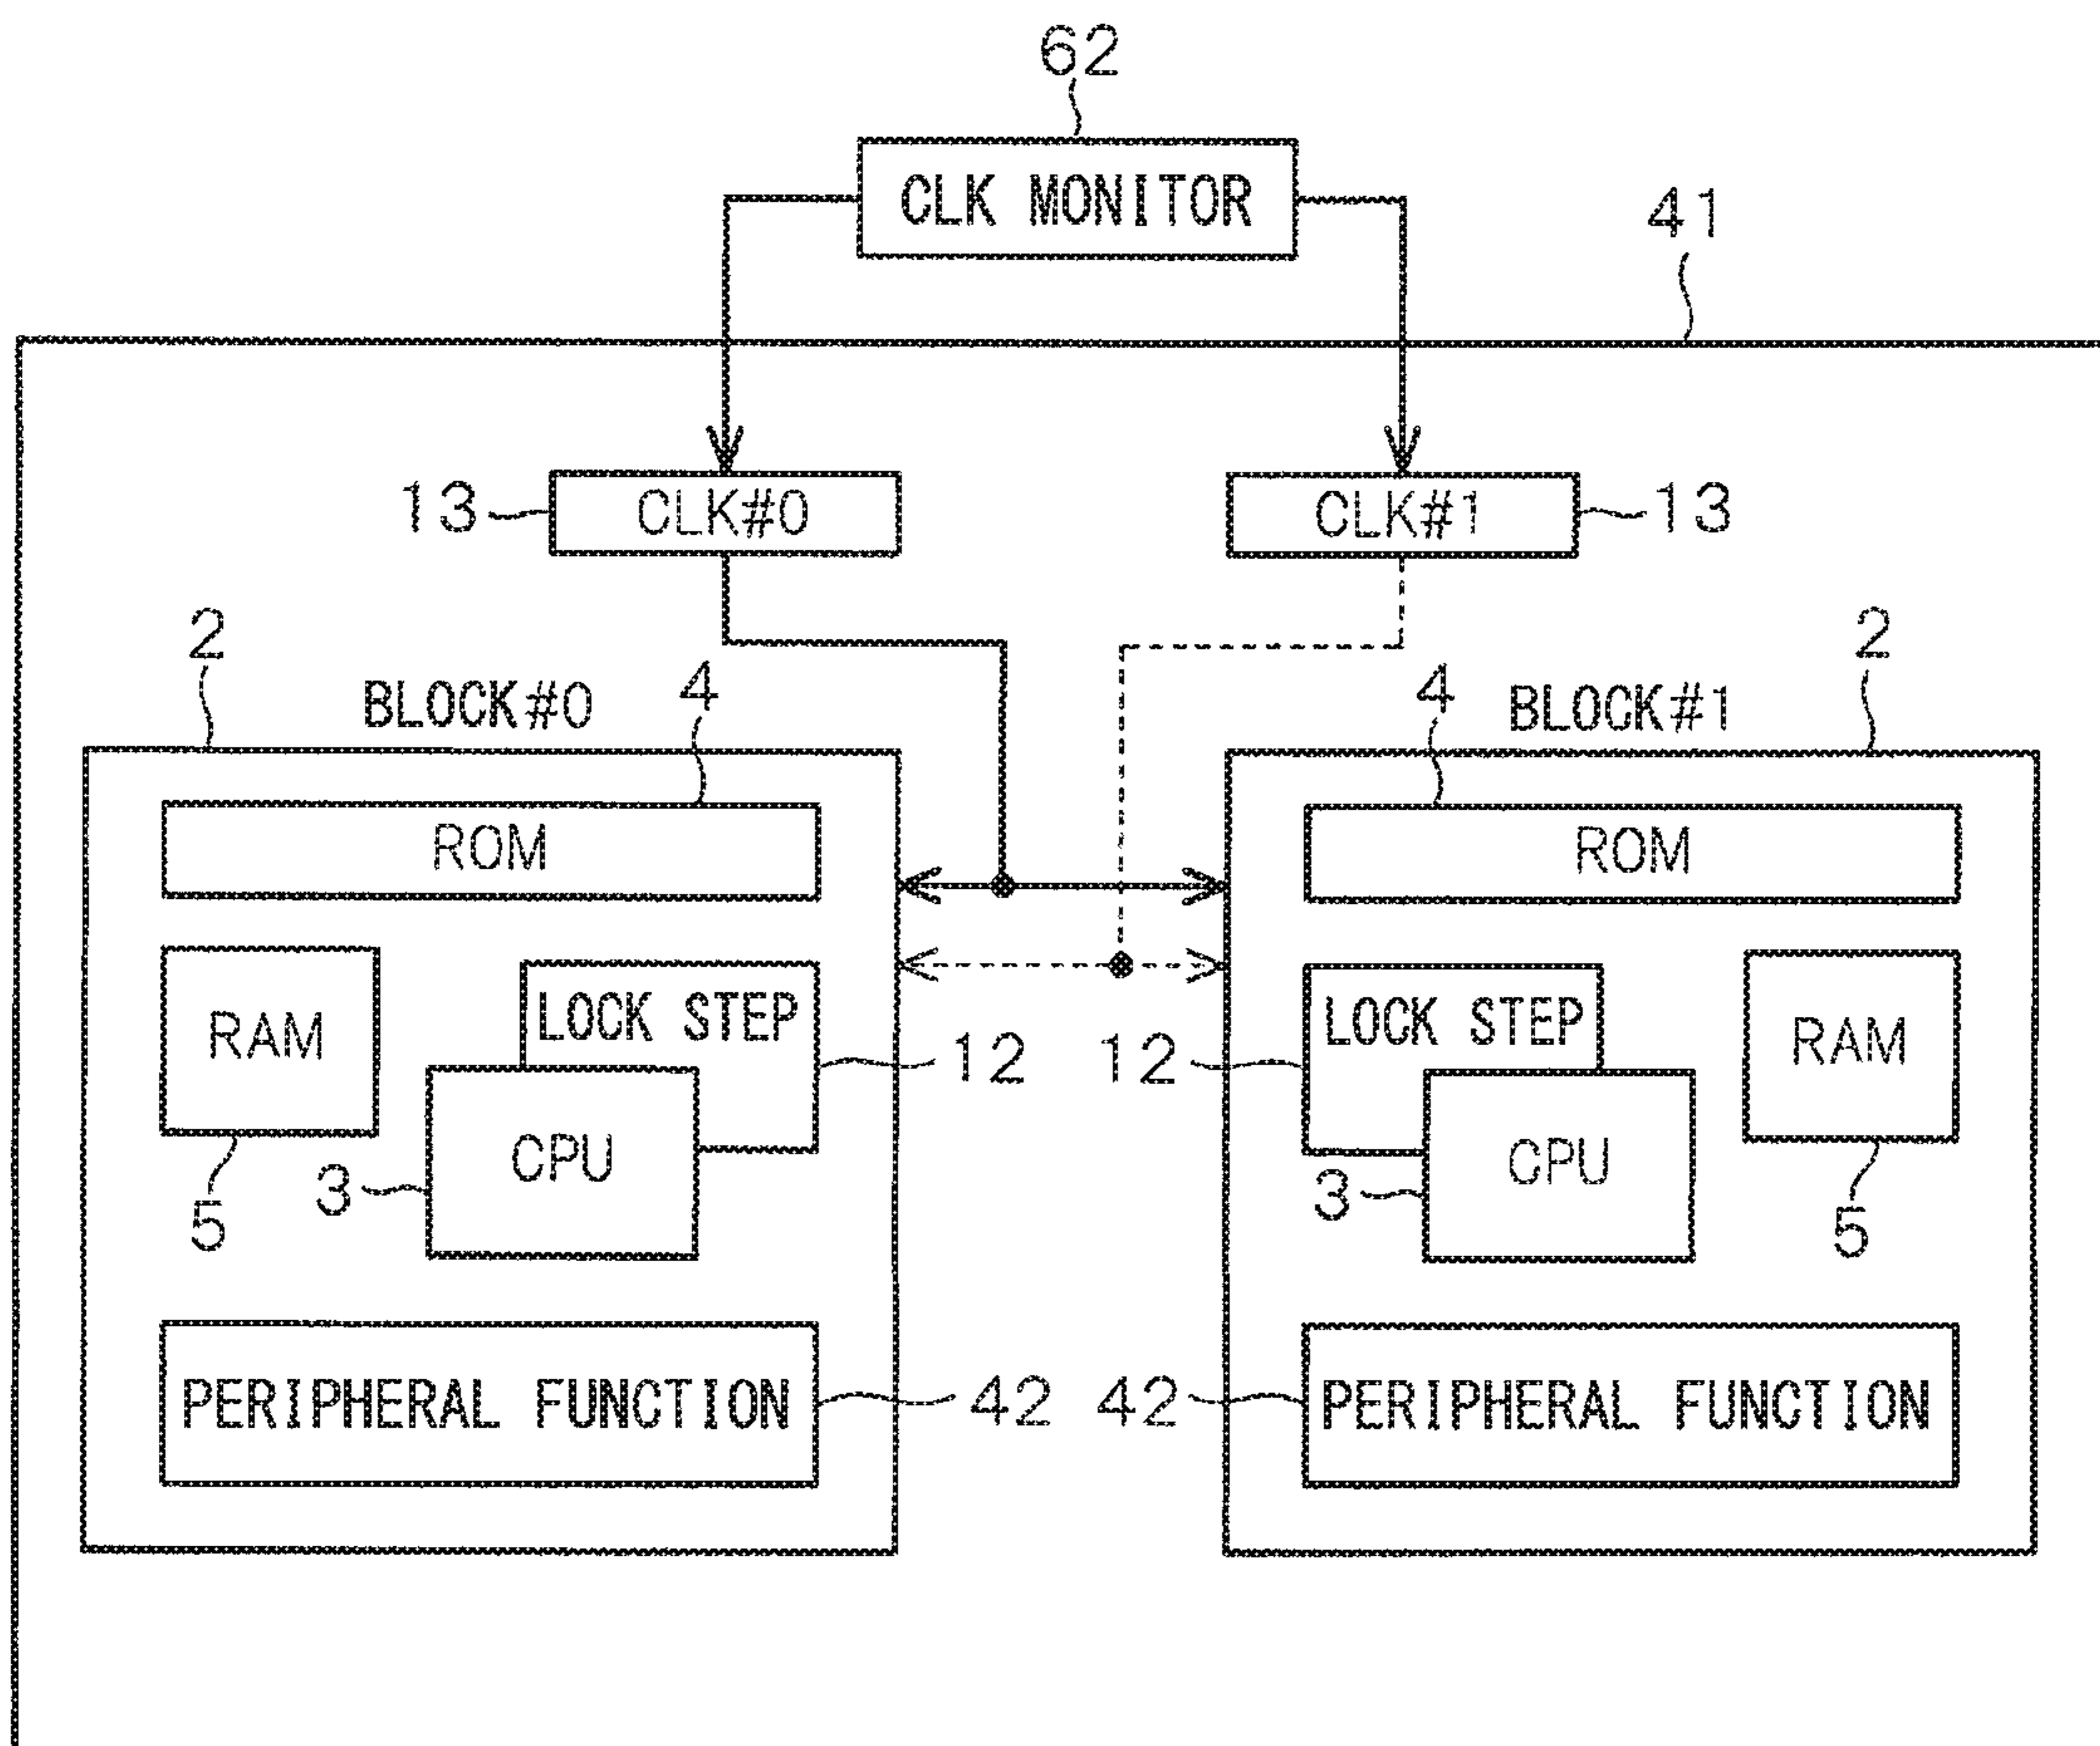 62
CLK MONITOR
41
13
CLK#0
CLK#1
13
2
BLOCK#0
4
4
BLOCK#1
2
ROM
ROM
RAM
LOCK STEP
12
12
LOCK STEP
RAM
CPU
CPU
5
3
3
5
PERIPHERAL FUNCTION
42
42
PERIPHERAL FUNCTION